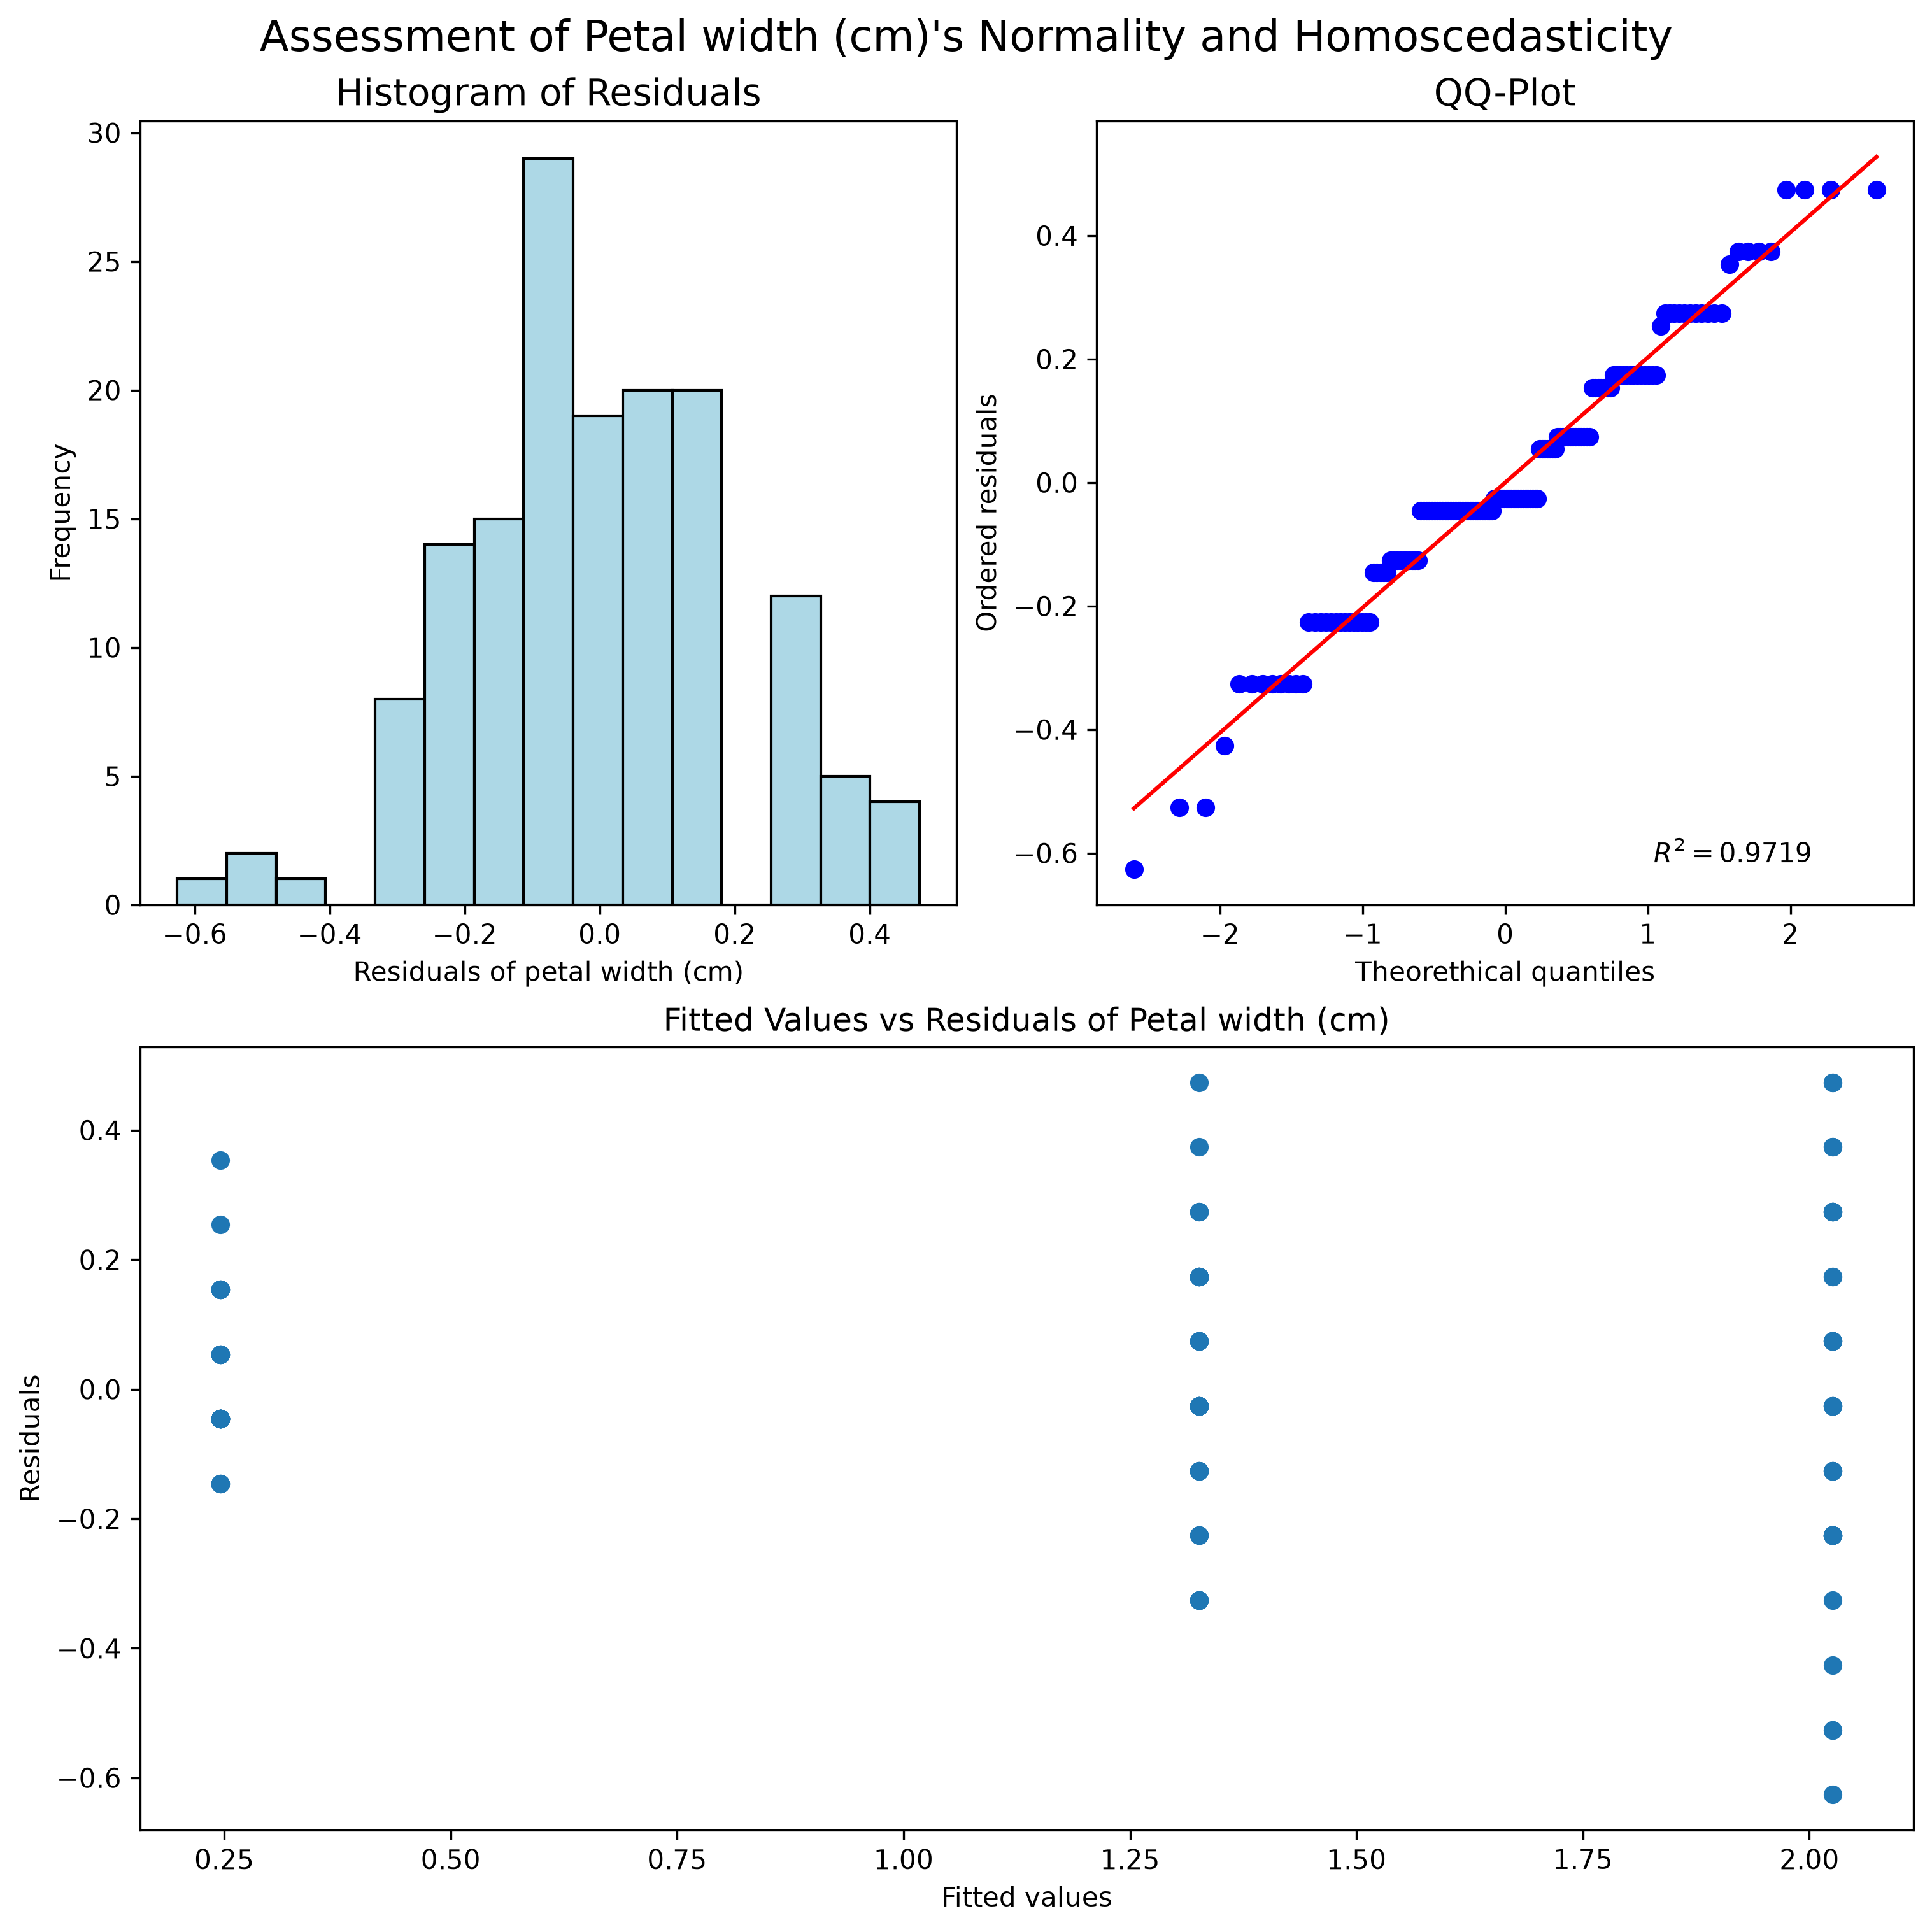 Assessment of Petal width (cm)'s Normality and Homoscedasticity
Histogram of Residuals
30
25
20
15
10
5
0
Frequency
−0.6 −0.4 −0.2 0.0 0.2 0.4
Residuals of petal width (cm)
QQ-Plot
0.4
0.2
0.0
−0.2
−0.4
−0.6
Ordered residuals
R² = 0.9719
−2 −1 0 1 2
Theorethical quantiles
Fitted Values vs Residuals of Petal width (cm)
0.4
0.2
0.0
−0.2
−0.4
−0.6
Residuals
0.25 0.50 0.75 1.00 1.25 1.50 1.75 2.00
Fitted values